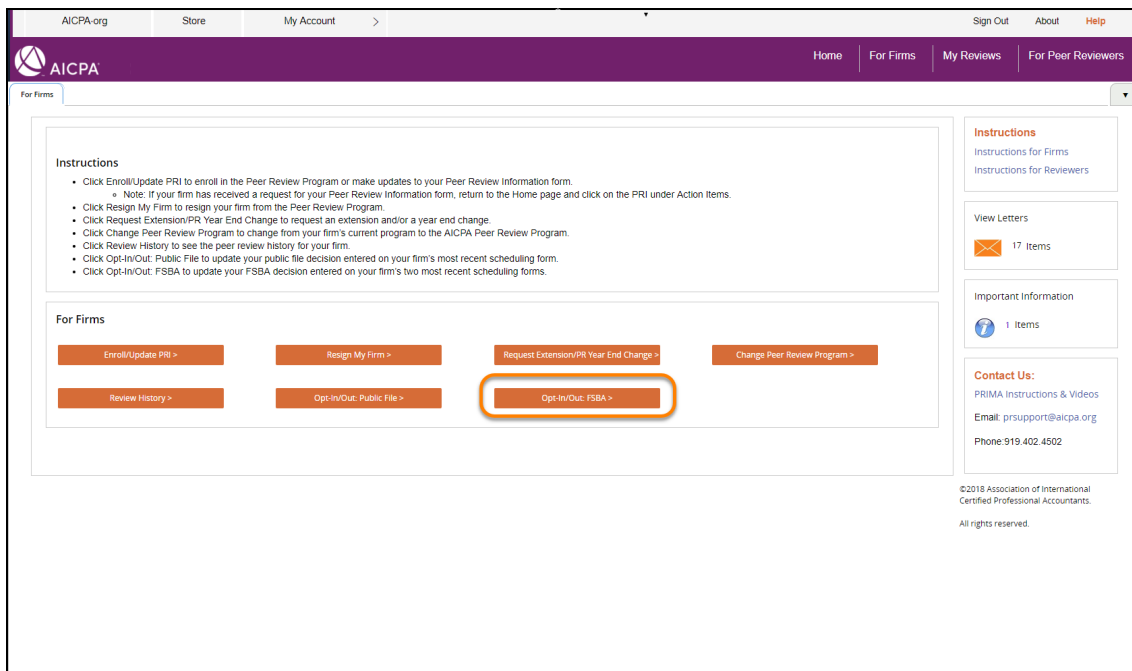 AICPA-org Store My Account > ▼ Sign Out About Help
AICPA
Home For Firms My Reviews For Peer Reviewers
For Firms ▼
Instructions
• Click Enroll/Update PRI to enroll in the Peer Review Program or make updates to your Peer Review Information form.
o Note: If your firm has received a request for your Peer Review Information form, return to the Home page and click on the PRI under Action Items.
• Click Resign My Firm to resign your firm from the Peer Review Program.
• Click Request Extension/PR Year End Change to request an extension and/or a year end change.
• Click Change Peer Review Program to change from your firm's current program to the AICPA Peer Review Program.
• Click Review History to see the peer review history for your firm.
• Click Opt-In/Out: Public File to update your public file decision entered on your firm's most recent scheduling form.
• Click Opt-In/Out: FSBA to update your FSBA decision entered on your firm's two most recent scheduling forms.
For Firms
Enroll/Update PRI > Resign My Firm > Request Extension/PR Year End Change > Change Peer Review Program >
Review History > Opt-In/Out: Public File > Opt-In/Out: FSBA >
Instructions
Instructions for Firms
Instructions for Reviewers
View Letters
17 Items
Important Information
1 Items
Contact Us:
PRIMA Instructions & Videos
Email: prsupport@aicpa.org
Phone:919.402.4502
©2018 Association of International
Certified Professional Accountants.
All rights reserved.